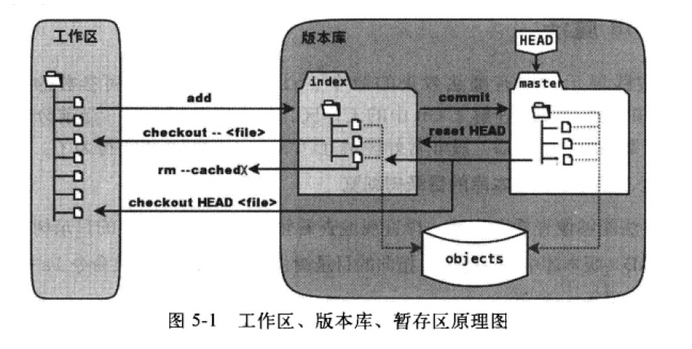 工作区
版本库
HEAD
index
master
add
commit
checkout -- <file>
reset HEAD
rm --cached
checkout HEAD <file>
objects
图 5-1 工作区、版本库、暂存区原理图